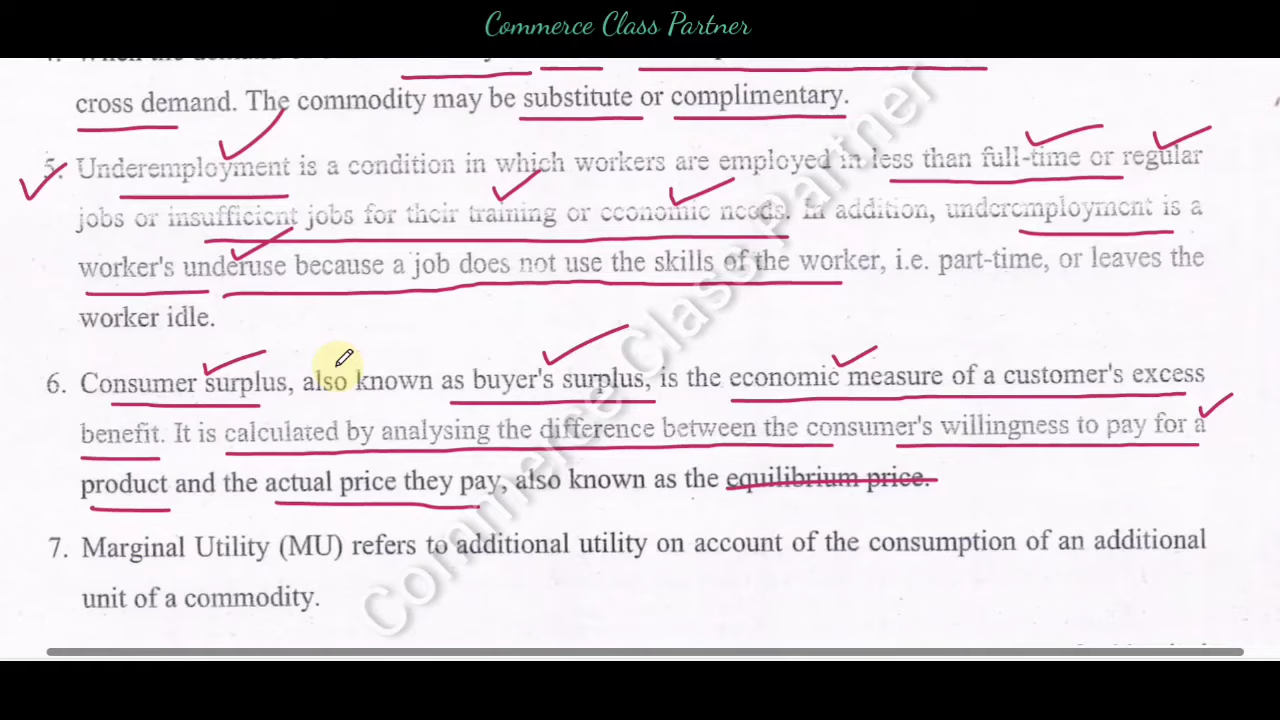 Commerce Class Partner
cross demand. The commodity may be substitute or complimentary.
5. Underemployment is a condition in which workers are employed in less than full-time or regular
jobs or insufficient jobs for their training or economic needs. In addition, underemployment is a
worker's underuse because a job does not use the skills of the worker, i.e. part-time, or leaves the
worker idle.
6. Consumer surplus, also known as buyer's surplus, is the economic measure of a customer's excess
benefit. It is calculated by analysing the difference between the consumer's willingness to pay for a
product and the actual price they pay, also known as the equilibrium price.
7. Marginal Utility (MU) refers to additional utility on account of the consumption of an additional
unit of a commodity.
Commerce Class Partner